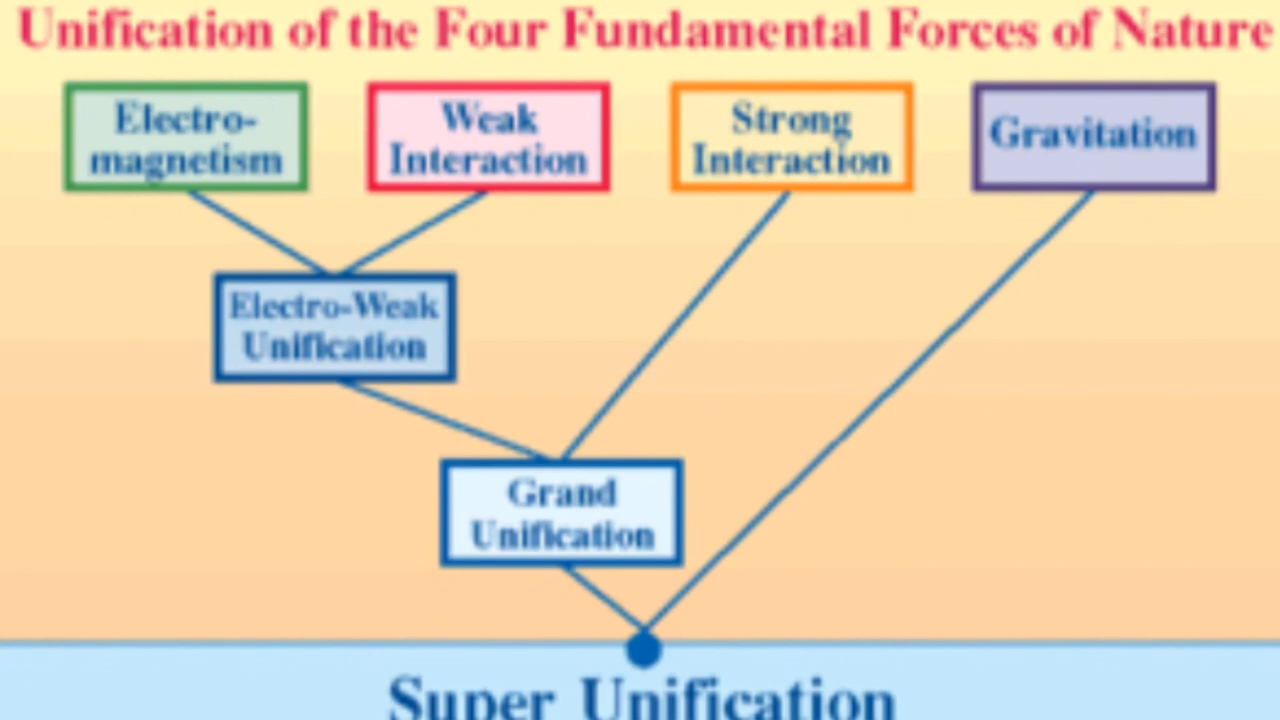 Unification of the Four Fundamental Forces of Nature
Electro-
magnetism
Weak
Interaction
Strong
Interaction
Gravitation
Electro-Weak
Unification
Grand
Unification
Super Unification